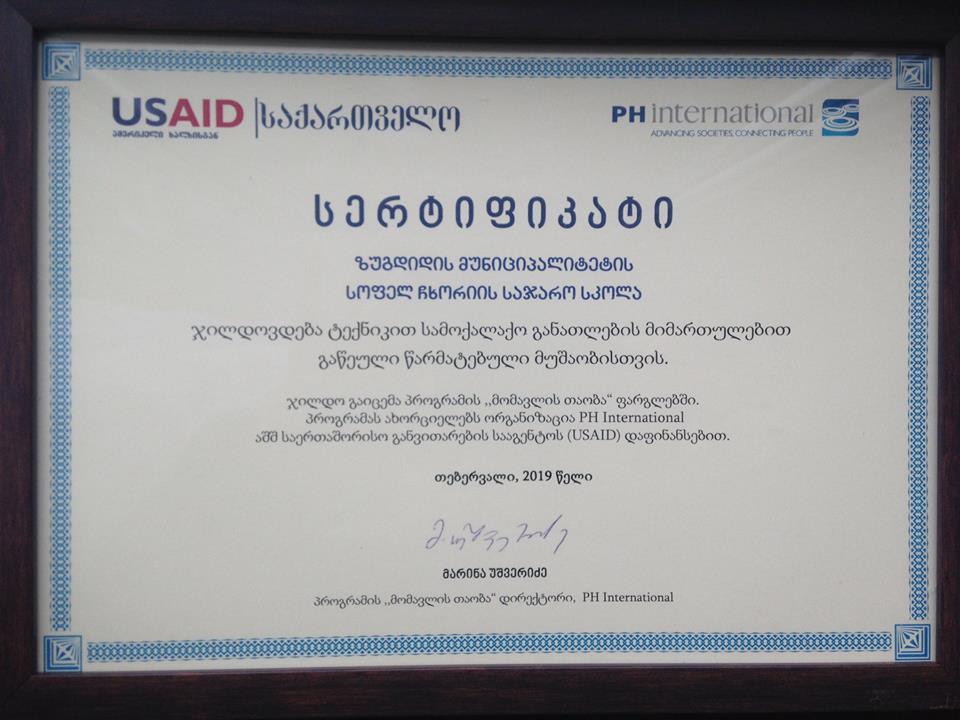 USAID საქართველო
ამერიკელი ხალხისგან
PH international
ADVANCING SOCIETIES, CONNECTING PEOPLE
სერტიფიკატი
ზუგდიდის მუნიციპალიტეტის
სოფელ ჩხორიის საჯარო სკოლა
ჯილდოვდება ტექნიკით სამოქალაქო განათლების მიმართულებით
გაწეული წარმატებული მუშაობისთვის.
ჯილდო გაიცემა პროგრამის ,,მომავლის თაობა“ ფარგლებში.
პროგრამას ახორციელებს ორგანიზაცია PH International
აშშ საერთაშორისო განვითარების სააგენტოს (USAID) დაფინანსებით.
თებერვალი, 2019 წელი
მარინა უშვერიძე
პროგრამის ,,მომავლის თაობა“ დირექტორი, PH International